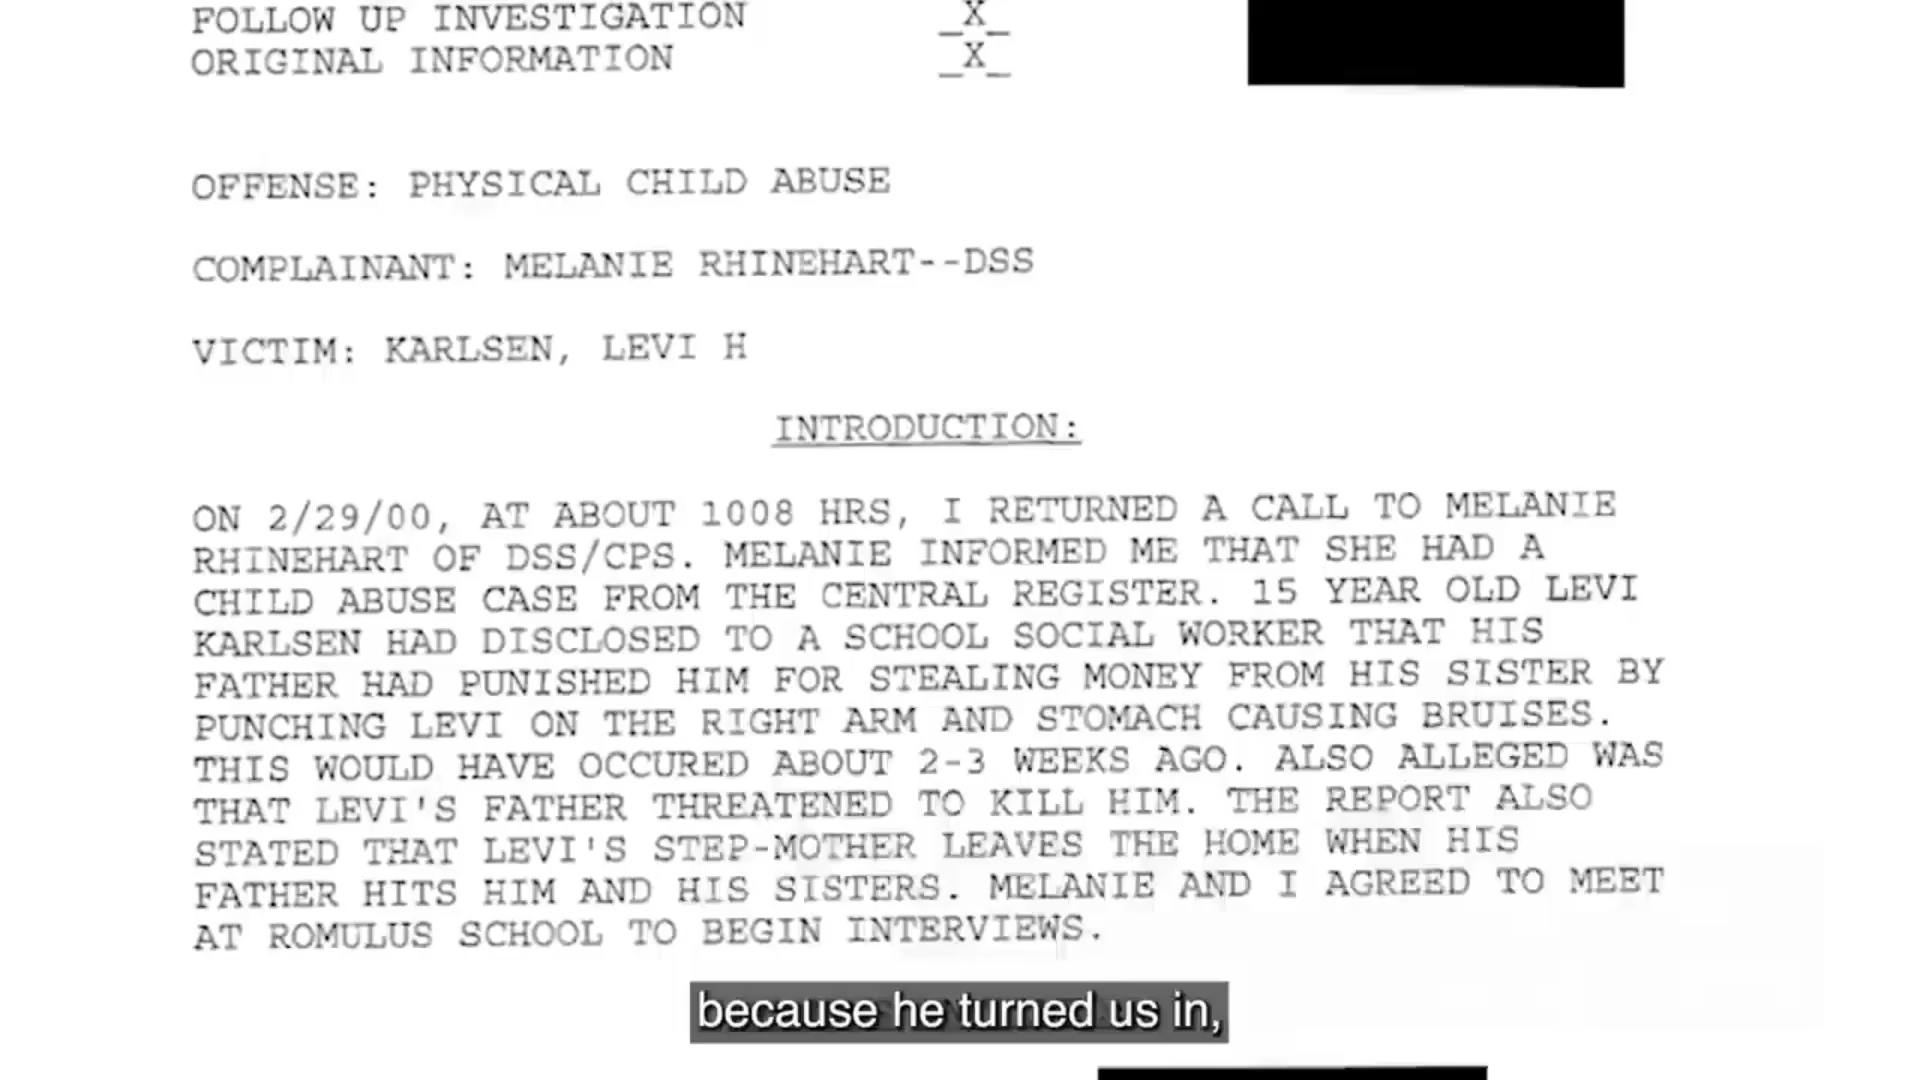 FOLLOW UP INVESTIGATION _X_
ORIGINAL INFORMATION _X_
OFFENSE: PHYSICAL CHILD ABUSE
COMPLAINANT: MELANIE RHINEHART--DSS
VICTIM: KARLSEN, LEVI H
INTRODUCTION:
ON 2/29/00, AT ABOUT 1008 HRS, I RETURNED A CALL TO MELANIE
RHINEHART OF DSS/CPS. MELANIE INFORMED ME THAT SHE HAD A
CHILD ABUSE CASE FROM THE CENTRAL REGISTER. 15 YEAR OLD LEVI
KARLSEN HAD DISCLOSED TO A SCHOOL SOCIAL WORKER THAT HIS
FATHER HAD PUNISHED HIM FOR STEALING MONEY FROM HIS SISTER BY
PUNCHING LEVI ON THE RIGHT ARM AND STOMACH CAUSING BRUISES.
THIS WOULD HAVE OCCURED ABOUT 2-3 WEEKS AGO. ALSO ALLEGED WAS
THAT LEVI'S FATHER THREATENED TO KILL HIM. THE REPORT ALSO
STATED THAT LEVI'S STEP-MOTHER LEAVES THE HOME WHEN HIS
FATHER HITS HIM AND HIS SISTERS. MELANIE AND I AGREED TO MEET
AT ROMULUS SCHOOL TO BEGIN INTERVIEWS.
because he turned us in,